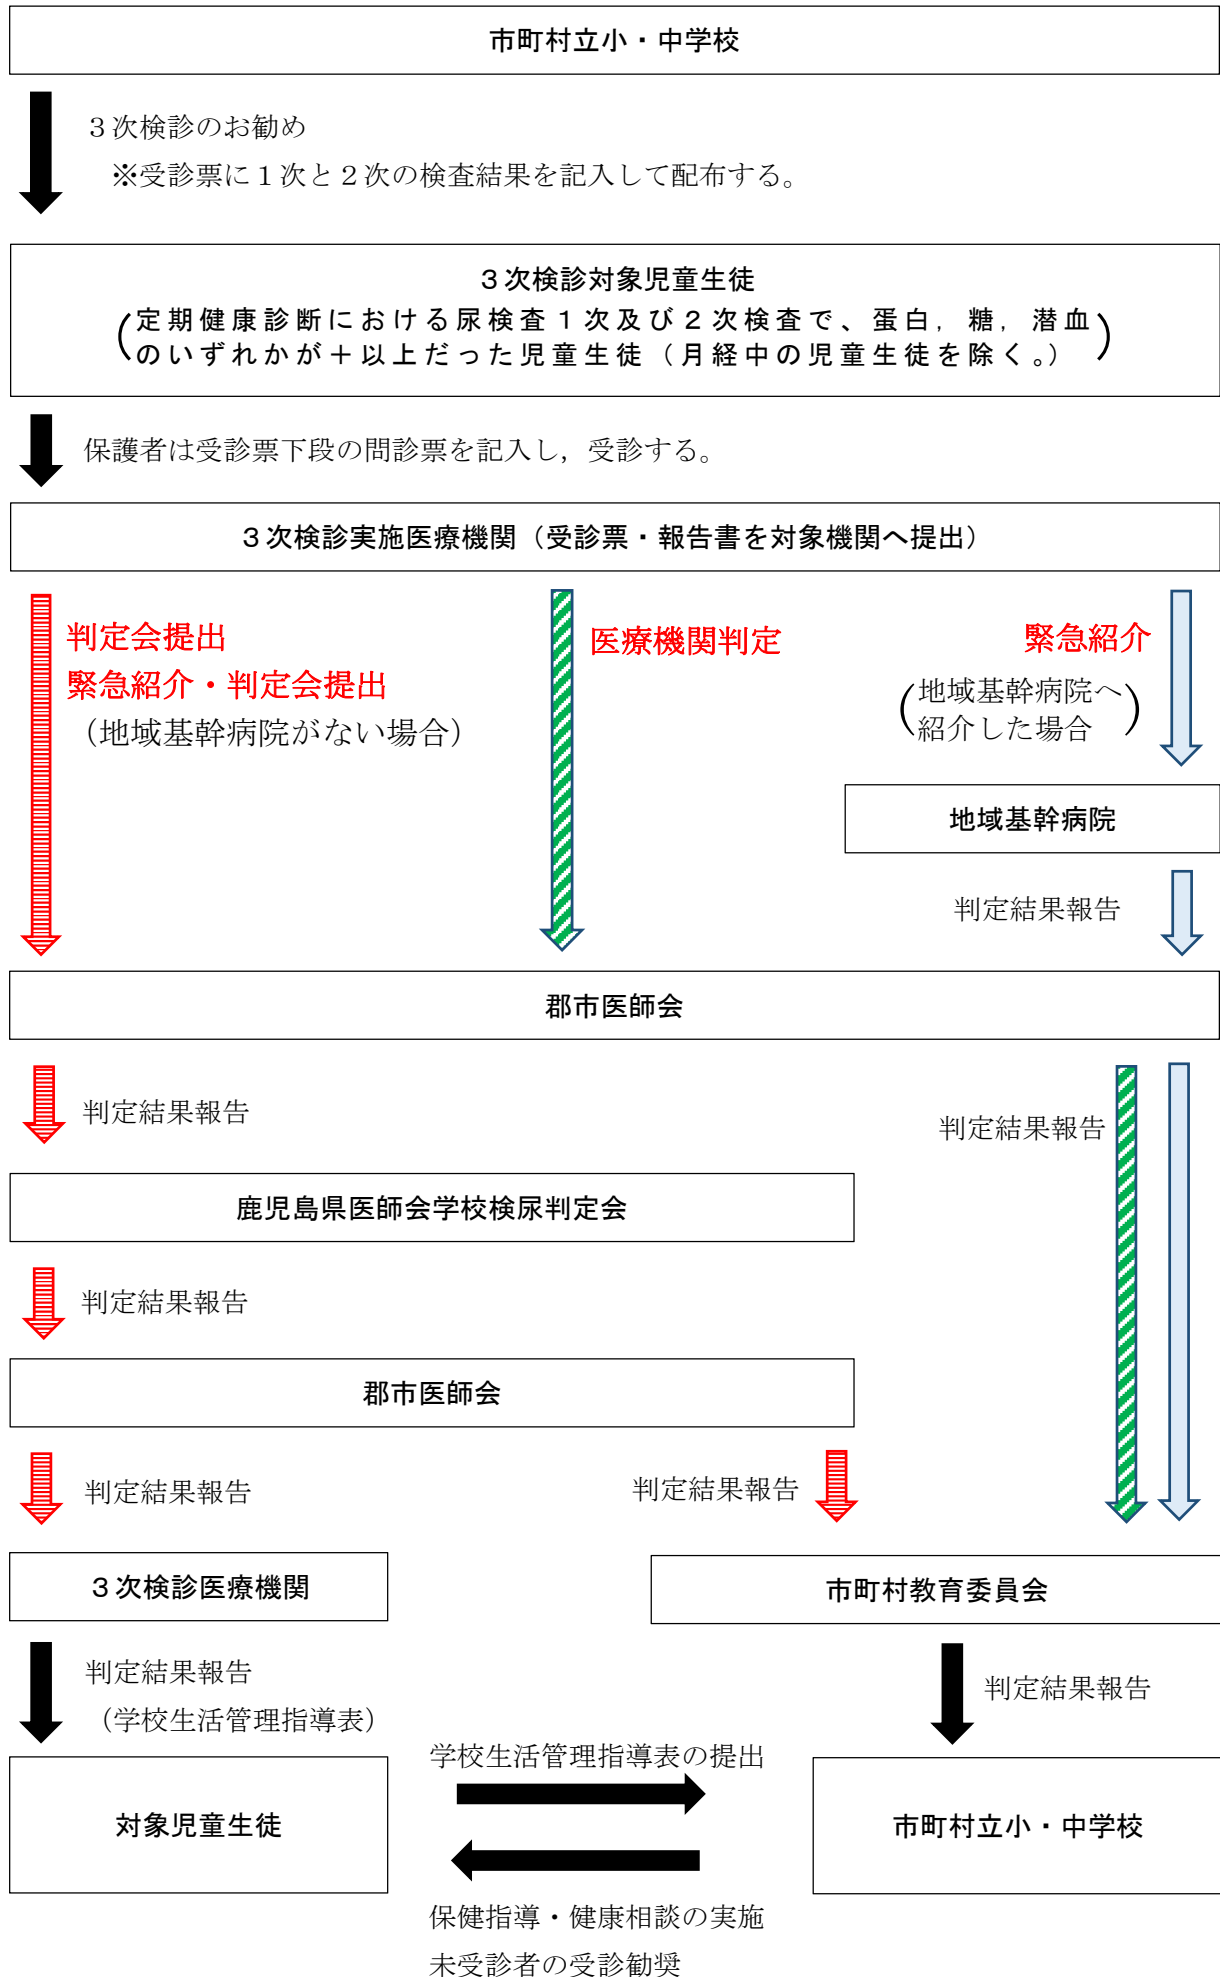 市町村立小・中学校
３次検診のお勧め
※受診票に１次と２次の検査結果を記入して配布する。
３次検診対象児童生徒
（定期健康診断における尿検査１次及び２次検査で、蛋白，糖，潜血
のいずれかが＋以上だった児童生徒（月経中の児童生徒を除く。））
保護者は受診票下段の問診票を記入し，受診する。
３次検診実施医療機関（受診票・報告書を対象機関へ提出）
判定会提出
緊急紹介・判定会提出
（地域基幹病院がない場合）
医療機関判定
緊急紹介
（地域基幹病院へ
紹介した場合）
地域基幹病院
判定結果報告
郡市医師会
判定結果報告
判定結果報告
鹿児島県医師会学校検尿判定会
判定結果報告
郡市医師会
判定結果報告
判定結果報告
３次検診医療機関
市町村教育委員会
判定結果報告
（学校生活管理指導表）
判定結果報告
学校生活管理指導表の提出
対象児童生徒
市町村立小・中学校
保健指導・健康相談の実施
未受診者の受診勧奨